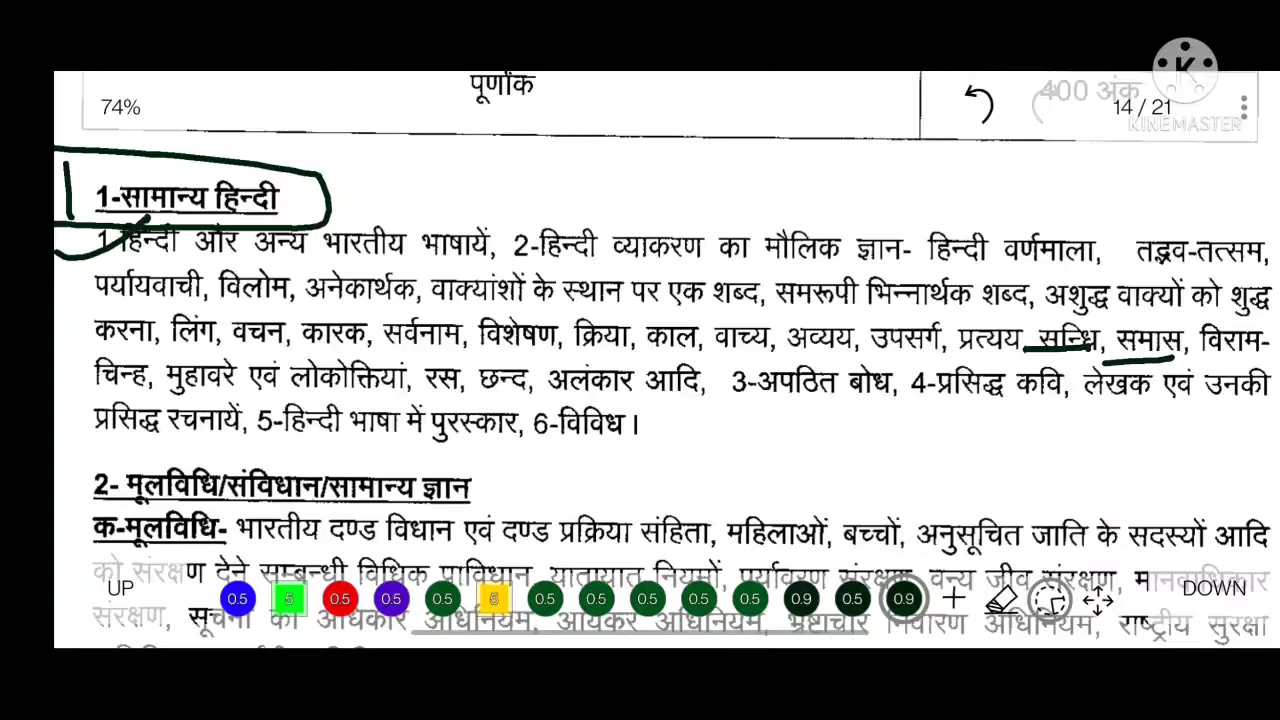 पूर्णांक
400 अंक
74%
14 / 21
KINEMASTER
1-सामान्य हिन्दी
1-हिन्दी और अन्य भारतीय भाषायें, 2-हिन्दी व्याकरण का मौलिक ज्ञान- हिन्दी वर्णमाला, तद्भव-तत्सम,
पर्यायवाची, विलोम, अनेकार्थक, वाक्यांशों के स्थान पर एक शब्द, समरूपी भिन्नार्थक शब्द, अशुद्ध वाक्यों को शुद्ध
करना, लिंग, वचन, कारक, सर्वनाम, विशेषण, क्रिया, काल, वाच्य, अव्यय, उपसर्ग, प्रत्यय, सन्धि, समास, विराम-
चिन्ह, मुहावरे एवं लोकोक्तियां, रस, छन्द, अलंकार आदि, 3-अपठित बोध, 4-प्रसिद्ध कवि, लेखक एवं उनकी
प्रसिद्ध रचनायें, 5-हिन्दी भाषा में पुरस्कार, 6-विविध।
2- मूलविधि/संविधान/सामान्य ज्ञान
क-मूलविधि- भारतीय दण्ड विधान एवं दण्ड प्रक्रिया संहिता, महिलाओं, बच्चों, अनुसूचित जाति के सदस्यों आदि
को संरक्षण देने सम्बन्धी विधिक प्राविधान, यातायात नियमों, पर्यावरण संरक्षण, वन्य जीव संरक्षण, मानवाधिकार
UP 0.5 5 0.5 0.5 0.5 5 0.5 0.5 0.5 0.5 0.5 0.9 0.5 0.9 DOWN
संरक्षण, सूचना का अधिकार अधिनियम, आयकर अधिनियम, भ्रष्टाचार निवारण अधिनियम, राष्ट्रीय सुरक्षा